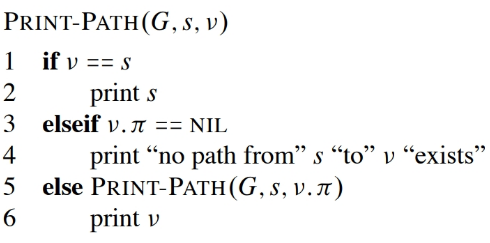 PRINT-PATH(G, s, v)
1 if v == s
2 print s
3 elseif v.π == NIL
4 print “no path from” s “to” v “exists”
5 else PRINT-PATH(G, s, v.π)
6 print v